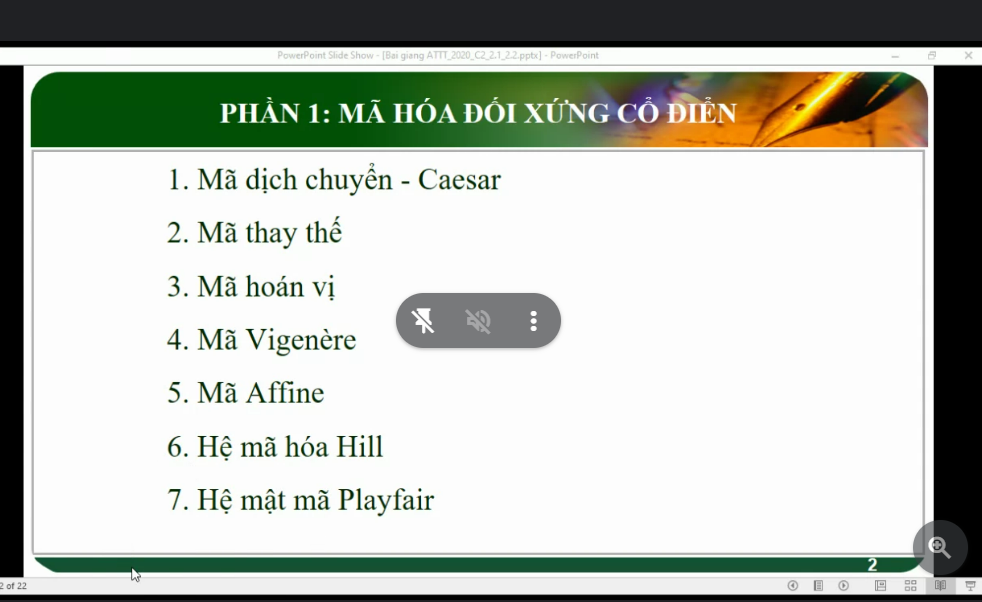 PowerPoint Slide Show - [Bai giang ATTT_2020_C2_2.1_2.2.pptx] - PowerPoint
PHẦN 1: MÃ HÓA ĐỐI XỨNG CỔ ĐIỂN
1. Mã dịch chuyển - Caesar
2. Mã thay thế
3. Mã hoán vị
4. Mã Vigenère
5. Mã Affine
6. Hệ mã hóa Hill
7. Hệ mật mã Playfair
2
2 of 22